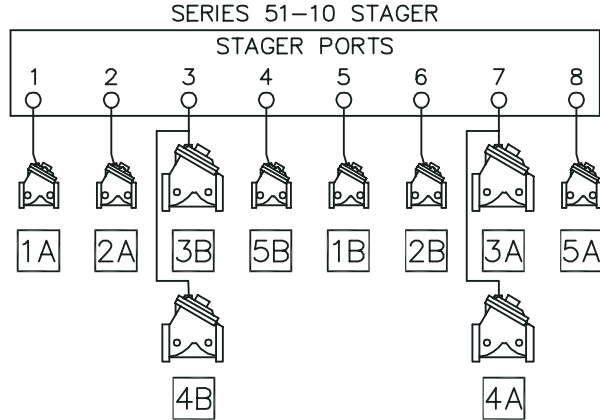 SERIES 51-10 STAGER
STAGER PORTS
1 2 3 4 5 6 7 8
1A 2A 3B 5B 1B 2B 3A 5A
4B 4A